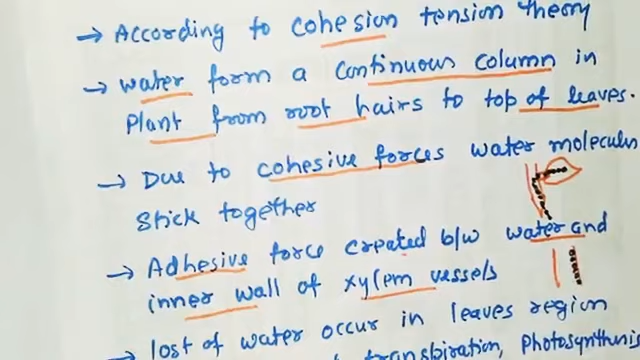 → According to cohesion tension theory
→ water form a continuous column in
plant from root hairs to top of leaves.
→ Due to cohesive forces water molecules
stick together
→ Adhesive force created b/w water and
inner wall of xylem vessels
→ lost of water occur in leaves region
transpiration, photosynthesis